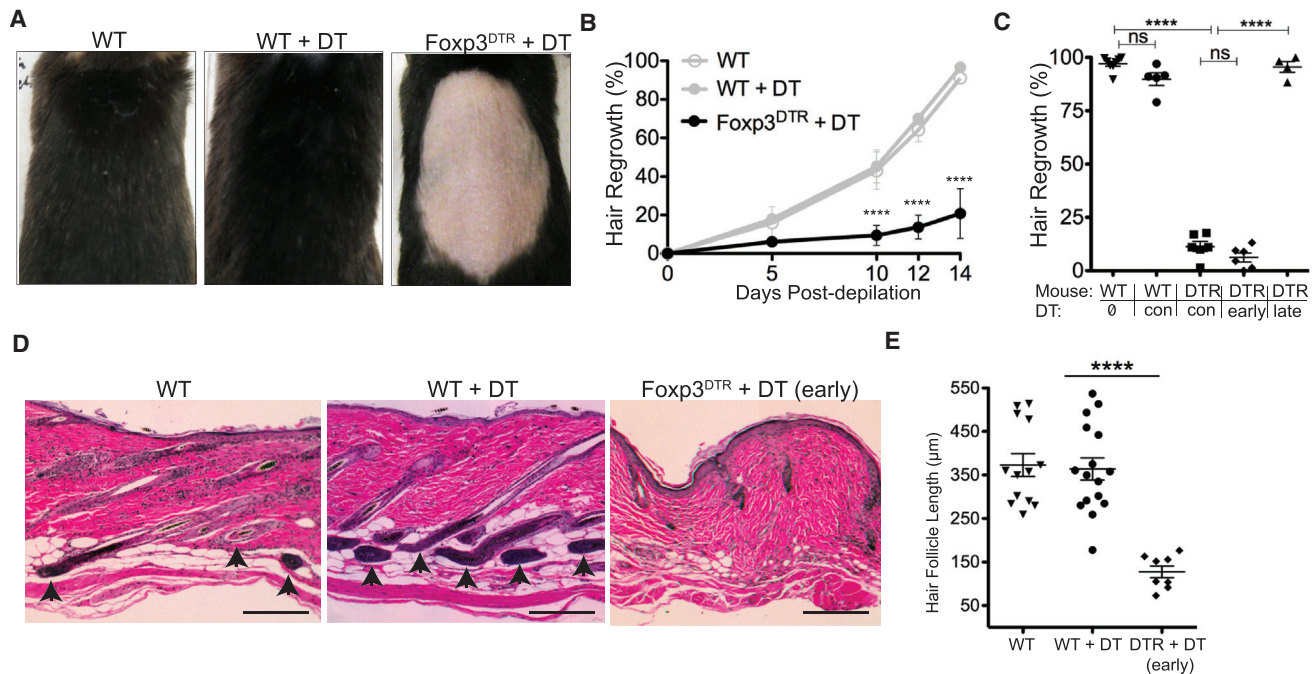 A
WT
WT + DT
Foxp3DTR + DT
B
Hair Regrowth (%)
100
80
60
40
20
0
WT
WT + DT
Foxp3DTR + DT
****
****
****
0
5
10
12
14
Days Post-depilation
C
****
****
ns
ns
Hair Regrowth (%)
100
75
50
25
0
Mouse: WT WT DTR DTR DTR
DT: 0 con con early late
D
WT
WT + DT
Foxp3DTR + DT (early)
E
****
Hair Follicle Length (µm)
550
450
350
250
150
50
WT
WT + DT
DTR + DT
(early)